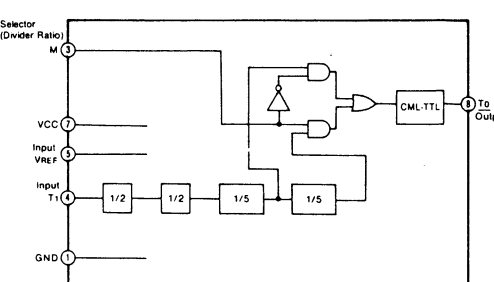 Selector
(Divider Ratio)
M 3
VCC 7
Input
VREF 5
Input
T1 4
1/2
1/2
1/5
1/5
GND 1
CML-TTL
8 To